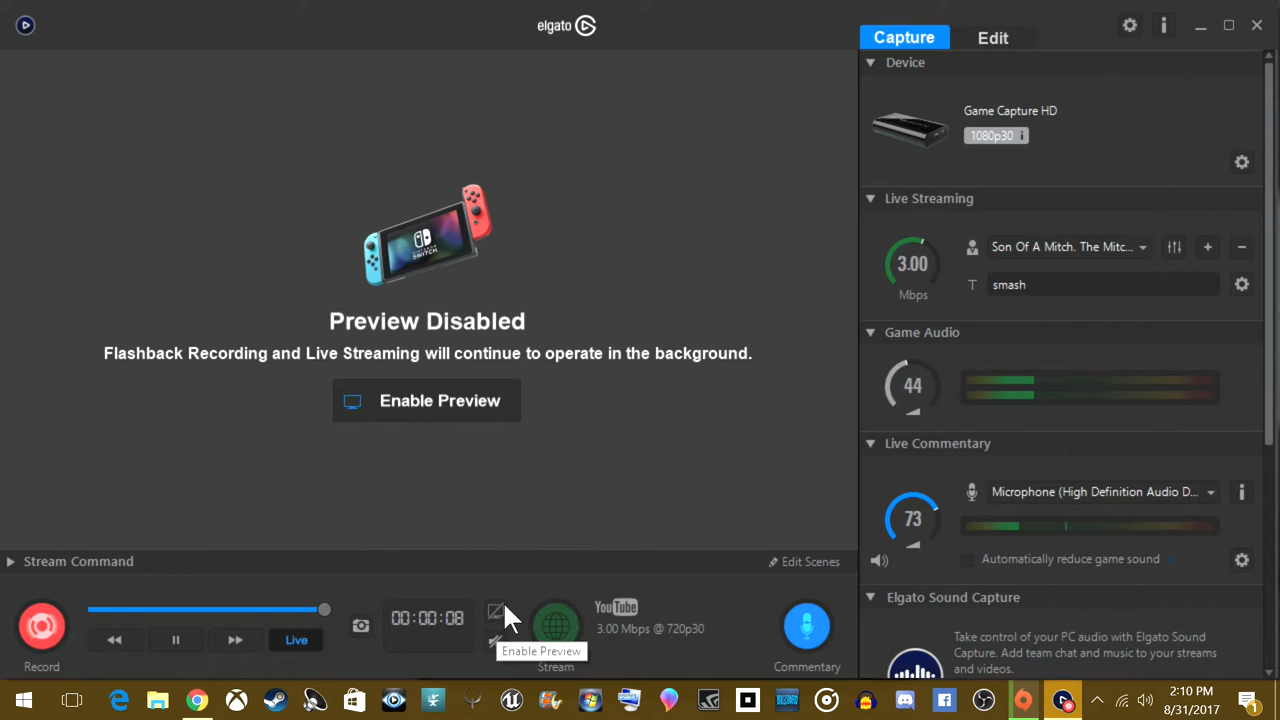 elgato
Capture
Edit
Device
Game Capture HD
1080p30 i
Live Streaming
3.00
Mbps
Son Of A Mitch. The Mitc...
T smash
Game Audio
44
Live Commentary
Microphone (High Definition Audio D...
73
Automatically reduce game sound
Elgato Sound Capture
Take control of your PC audio with Elgato Sound
Capture. Add team chat and music to your streams
and videos.
NINTENDO
SWITCH
Preview Disabled
Flashback Recording and Live Streaming will continue to operate in the background.
Enable Preview
Stream Command
Edit Scenes
Record
Live
00:00:08
Enable Preview
Stream
YouTube
3.00 Mbps @ 720p30
Commentary
2:10 PM
8/31/2017
1